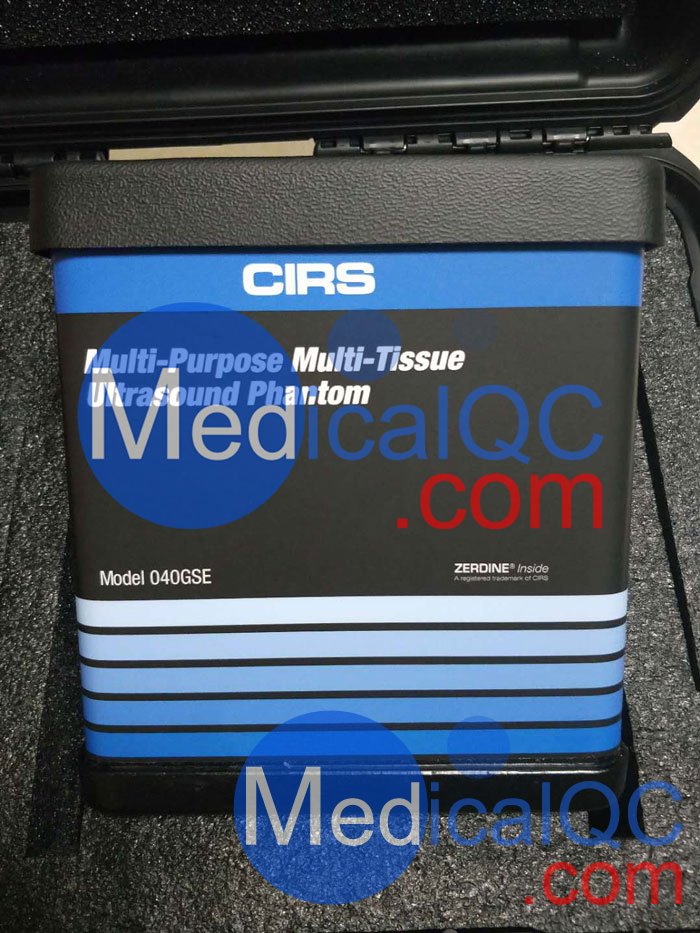 CIRS
Multi-Purpose Multi-Tissue
Ultrasound Phantom
MedicalQC
.com
Model 040GSE
ZERDINE® Inside
A registered trademark of CIRS
MedicalQC
.com